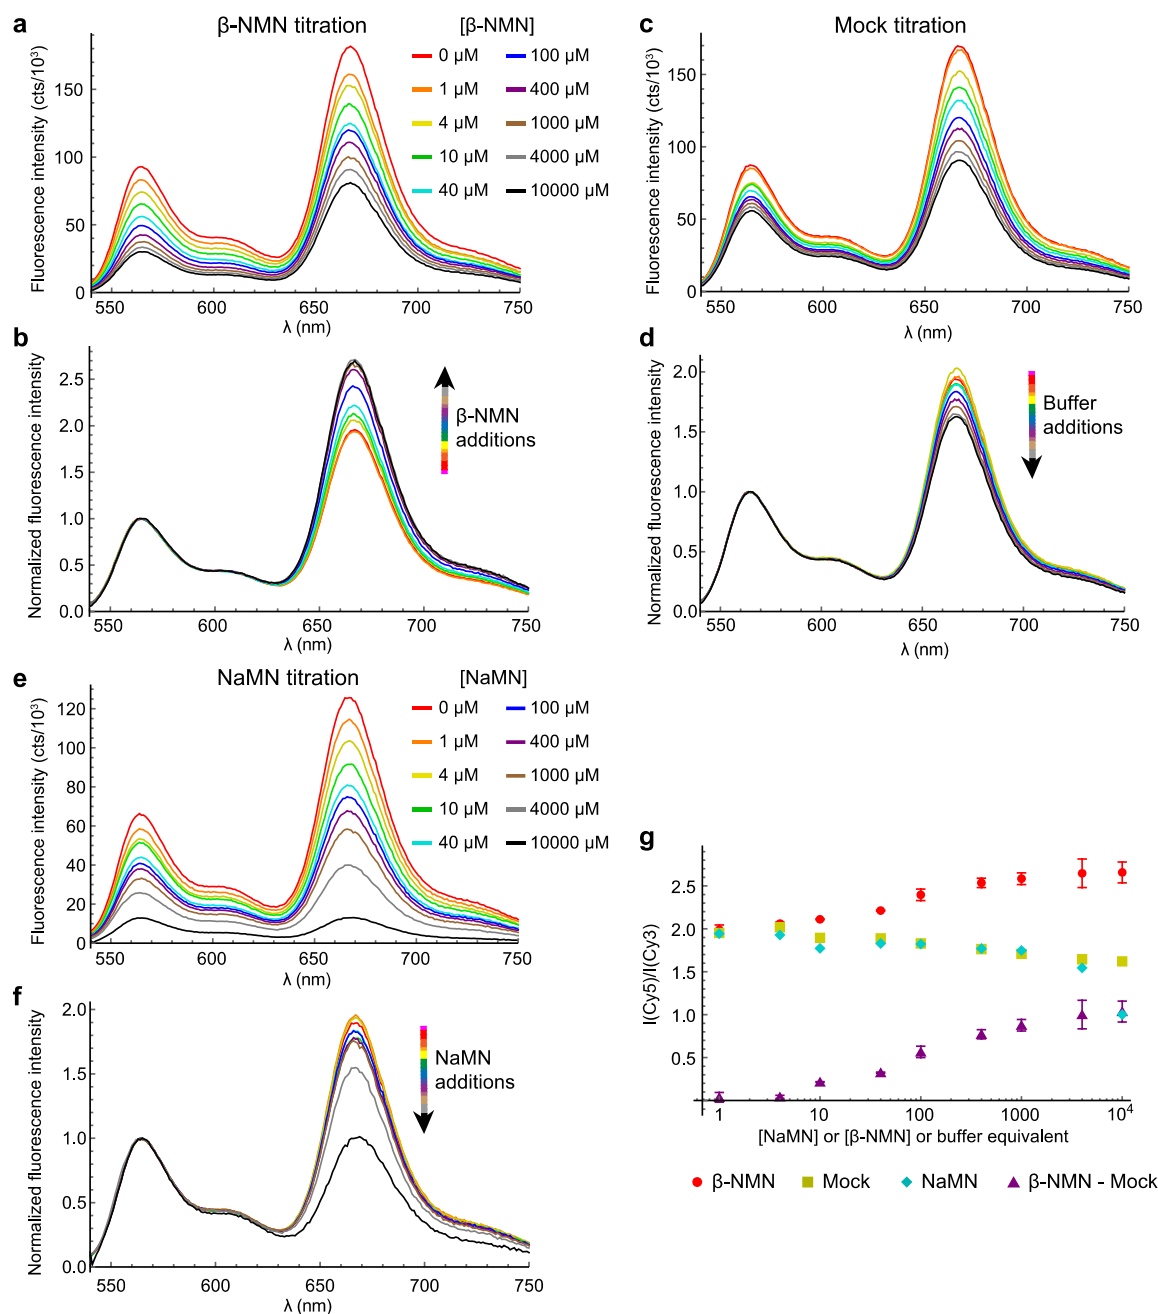 a
β-NMN titration
[β-NMN]
Fluorescence intensity (cts/10³)
150
100
50
0
550
600
650
700
750
λ (nm)
0 µM
100 µM
1 µM
400 µM
4 µM
1000 µM
10 µM
4000 µM
40 µM
10000 µM
c
Mock titration
Fluorescence intensity (cts/10³)
150
100
50
0
550
600
650
700
750
λ (nm)
b
Normalized fluorescence intensity
2.5
2.0
1.5
1.0
0.5
0.0
550
600
650
700
750
λ (nm)
β-NMN
additions
d
Normalized fluorescence intensity
2.0
1.5
1.0
0.5
0.0
550
600
650
700
750
λ (nm)
Buffer
additions
e
NaMN titration
[NaMN]
Fluorescence intensity (cts/10³)
120
100
80
60
40
20
0
550
600
650
700
750
λ (nm)
0 µM
100 µM
1 µM
400 µM
4 µM
1000 µM
10 µM
4000 µM
40 µM
10000 µM
f
Normalized fluorescence intensity
2.0
1.5
1.0
0.5
0.0
550
600
650
700
750
λ (nm)
NaMN
additions
g
I(Cy5)/I(Cy3)
2.5
2.0
1.5
1.0
0.5
1
10
100
1000
10⁴
[NaMN] or [β-NMN] or buffer equivalent
β-NMN
Mock
NaMN
β-NMN - Mock